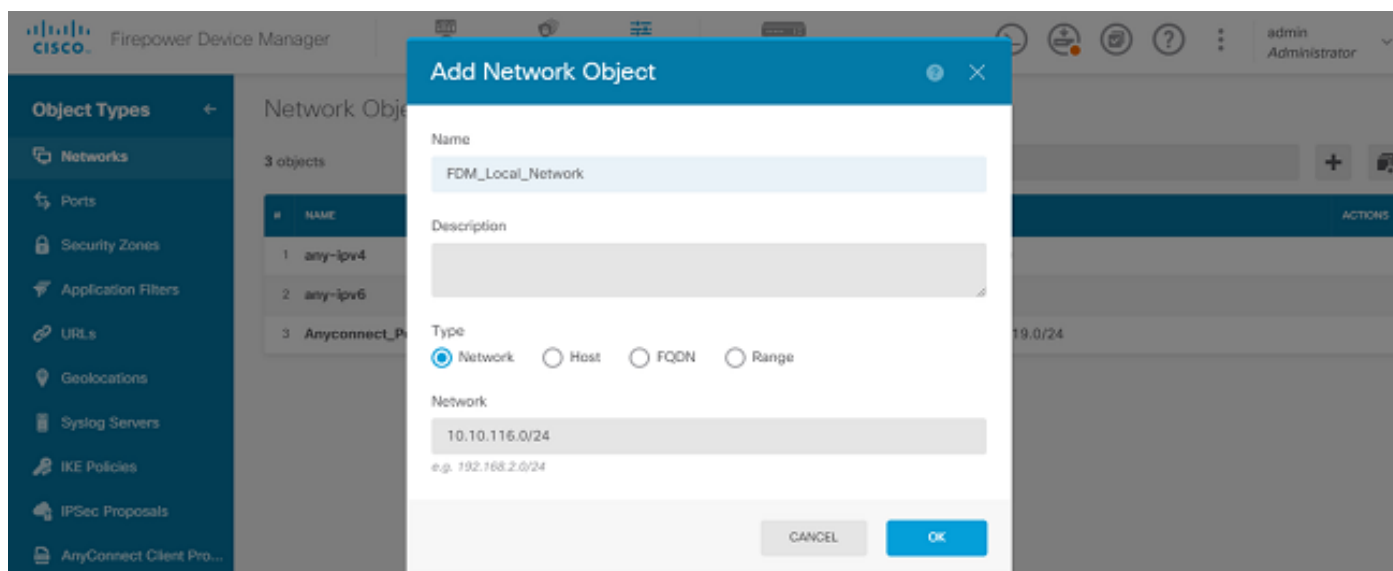 CISCO. Firepower Device Manager
admin
Administrator
Object Types
Networks
Ports
Security Zones
Application Filters
URLs
Geolocations
Syslog Servers
IKE Policies
IPSec Proposals
AnyConnect Client Pro...
Network Obje
3 objects
# NAME ACTIONS
1 any-ipv4
2 any-ipv6
3 Anyconnect_P 19.0/24
Add Network Object
Name
FDM_Local_Network
Description
Type
Network Host FQDN Range
Network
10.10.116.0/24
e.g. 192.168.2.0/24
CANCEL OK